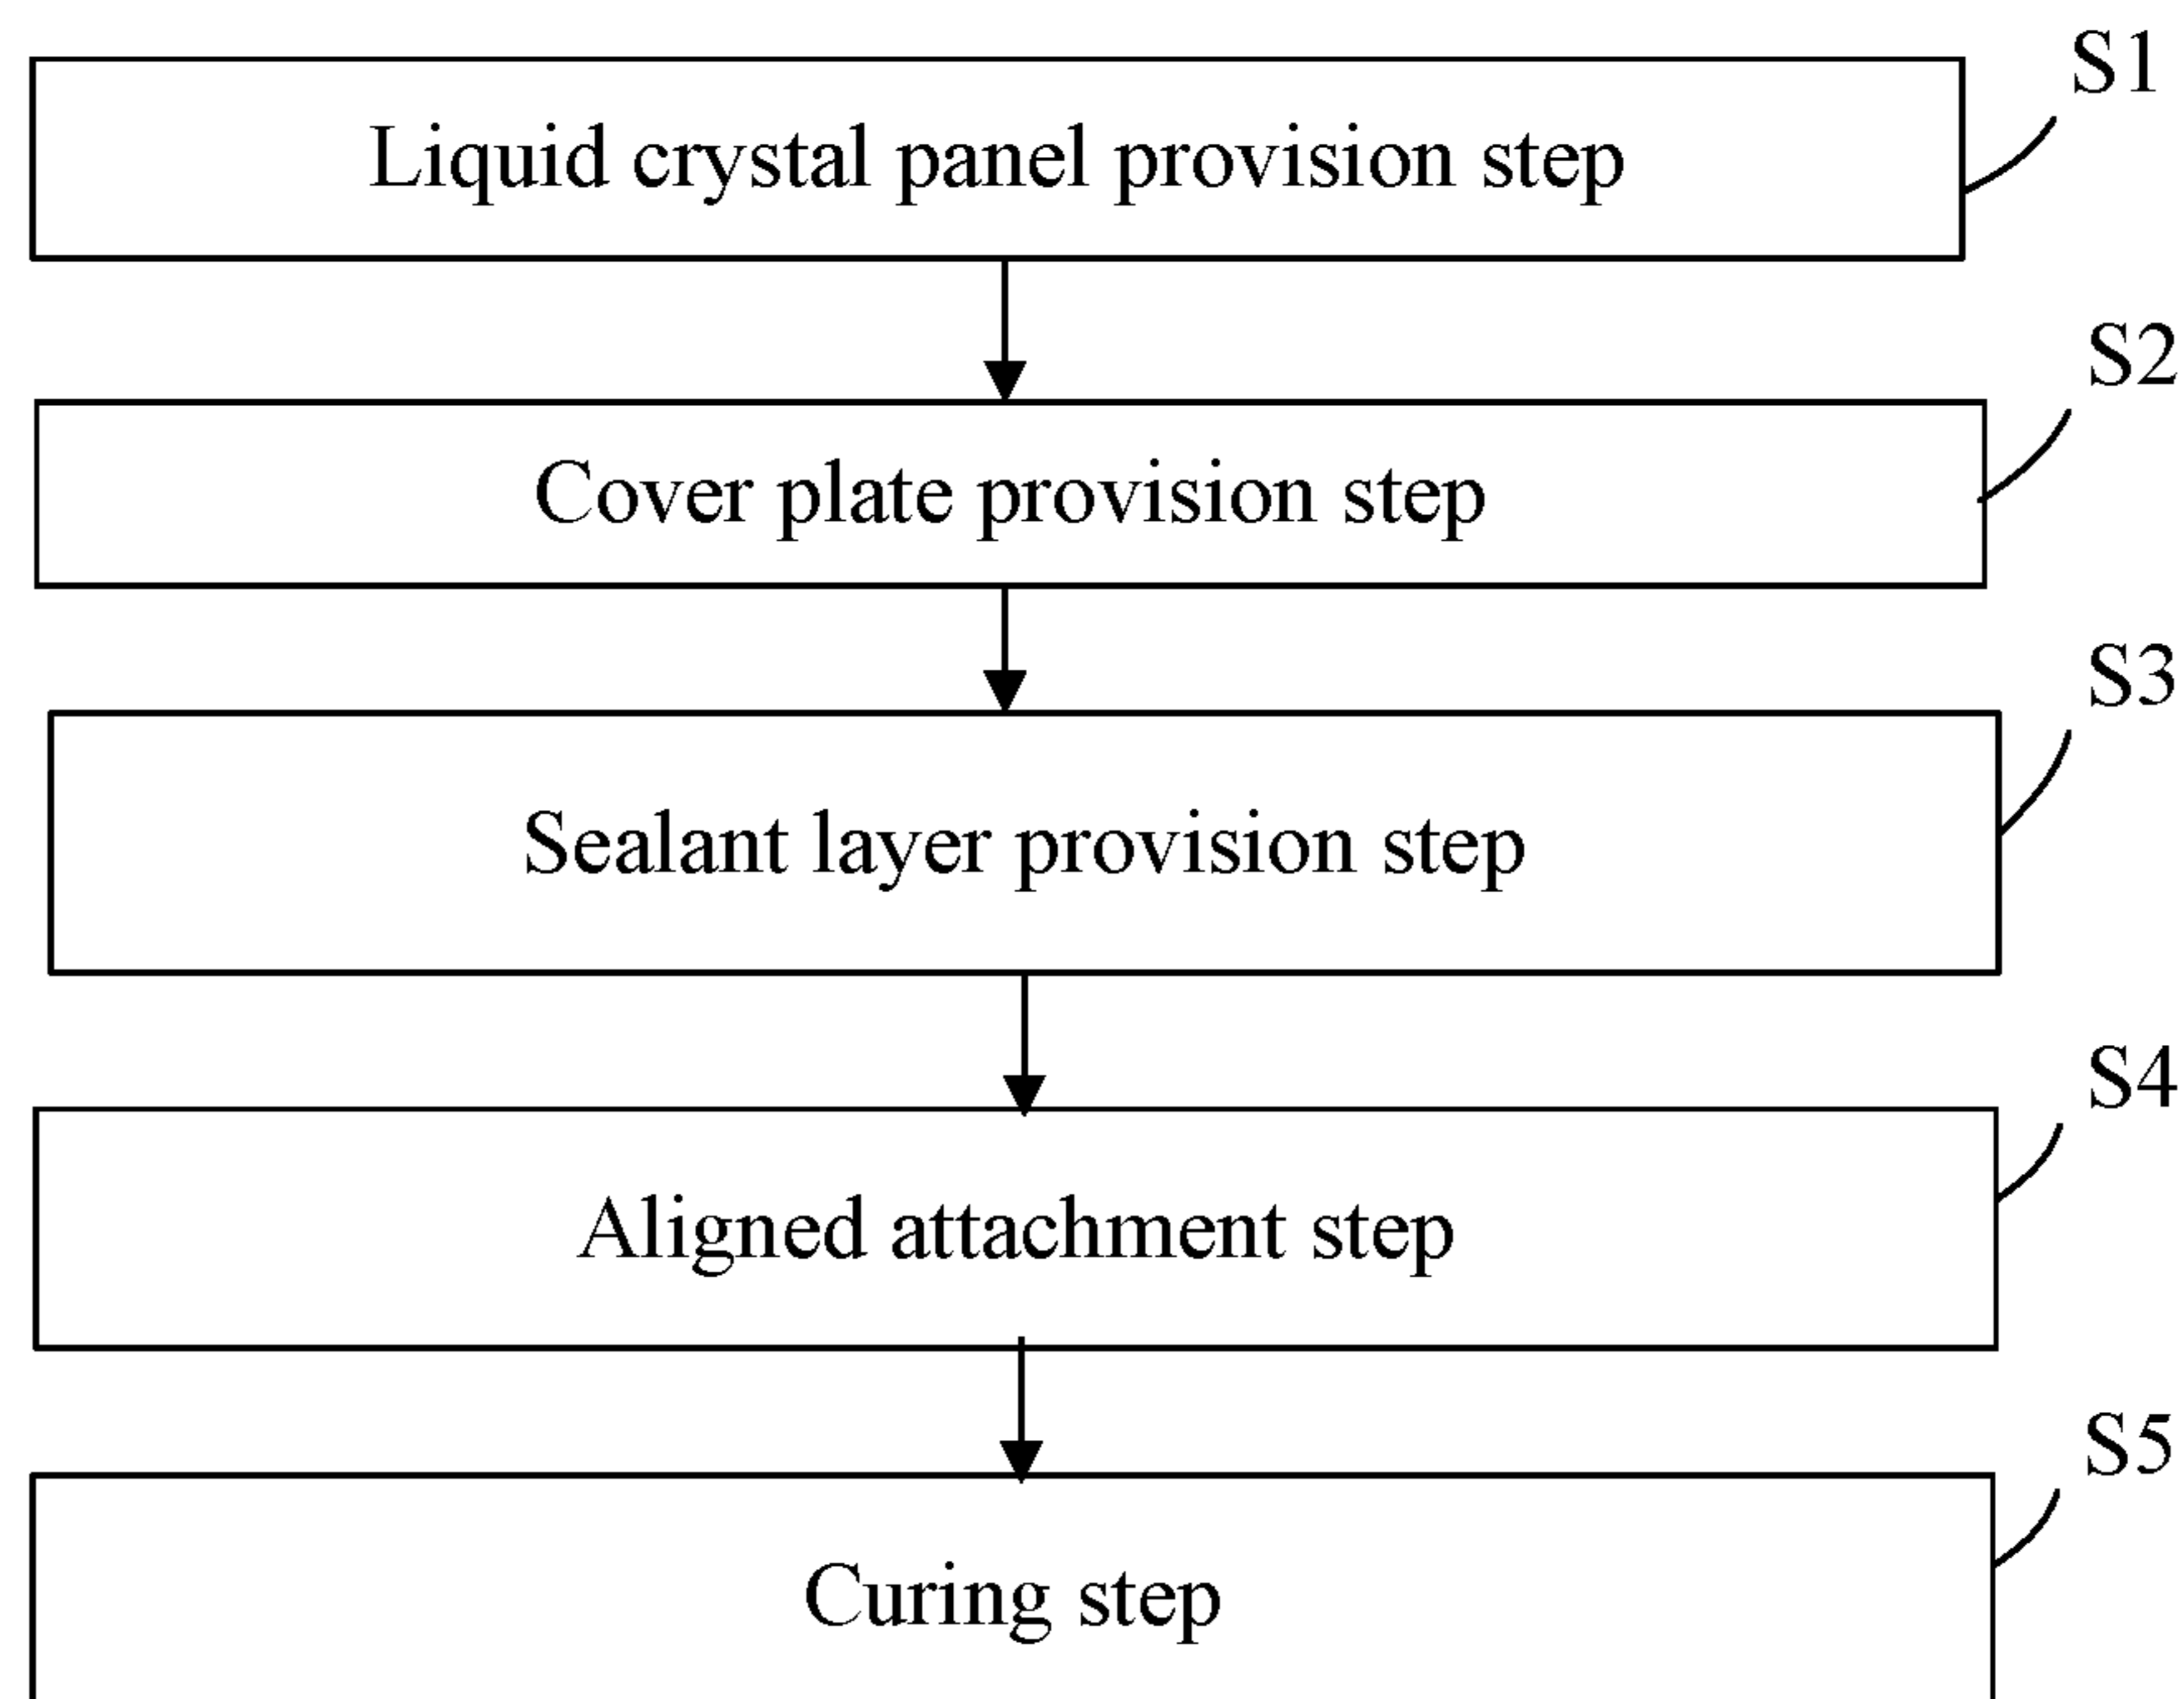 S1
Liquid crystal panel provision step
S2
Cover plate provision step
S3
Sealant layer provision step
S4
Aligned attachment step
S5
Curing step